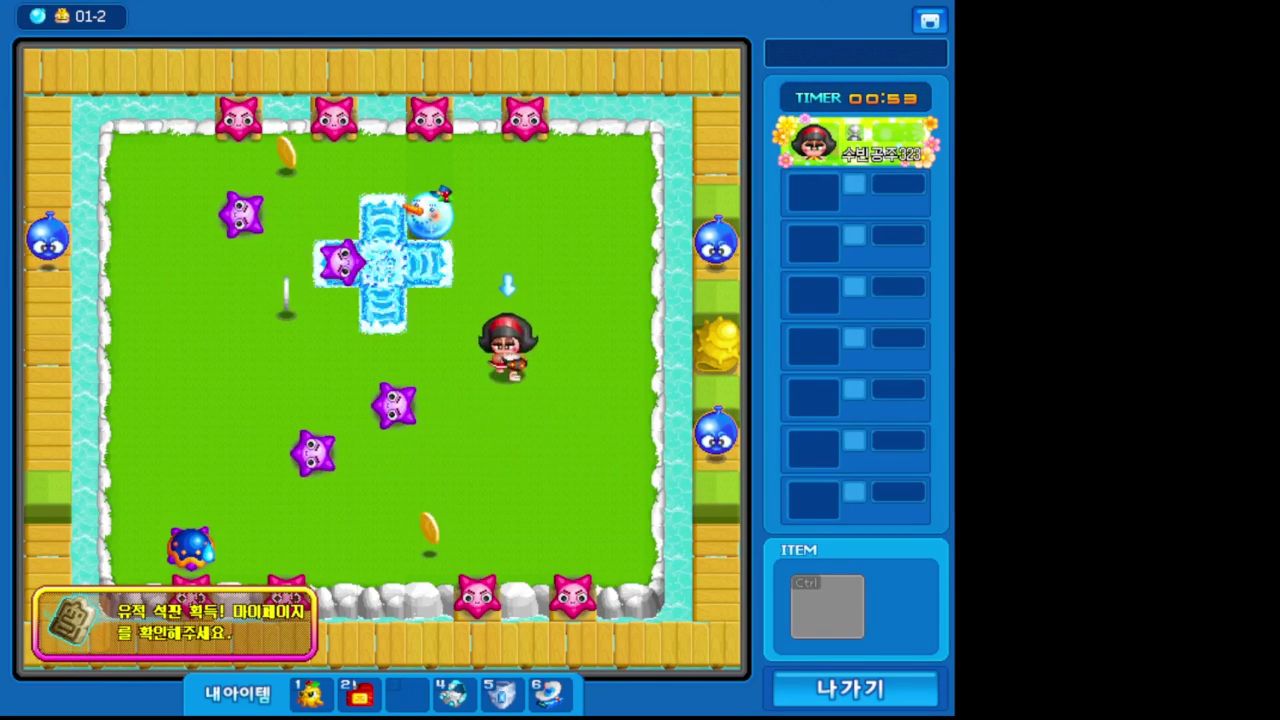 01-2
TIMER 00:53
수빈공주323
유적 석판 획득! 마이페이지
를 확인해주세요.
ITEM
Ctrl
내아이템 1 2 4 5 6
나가기